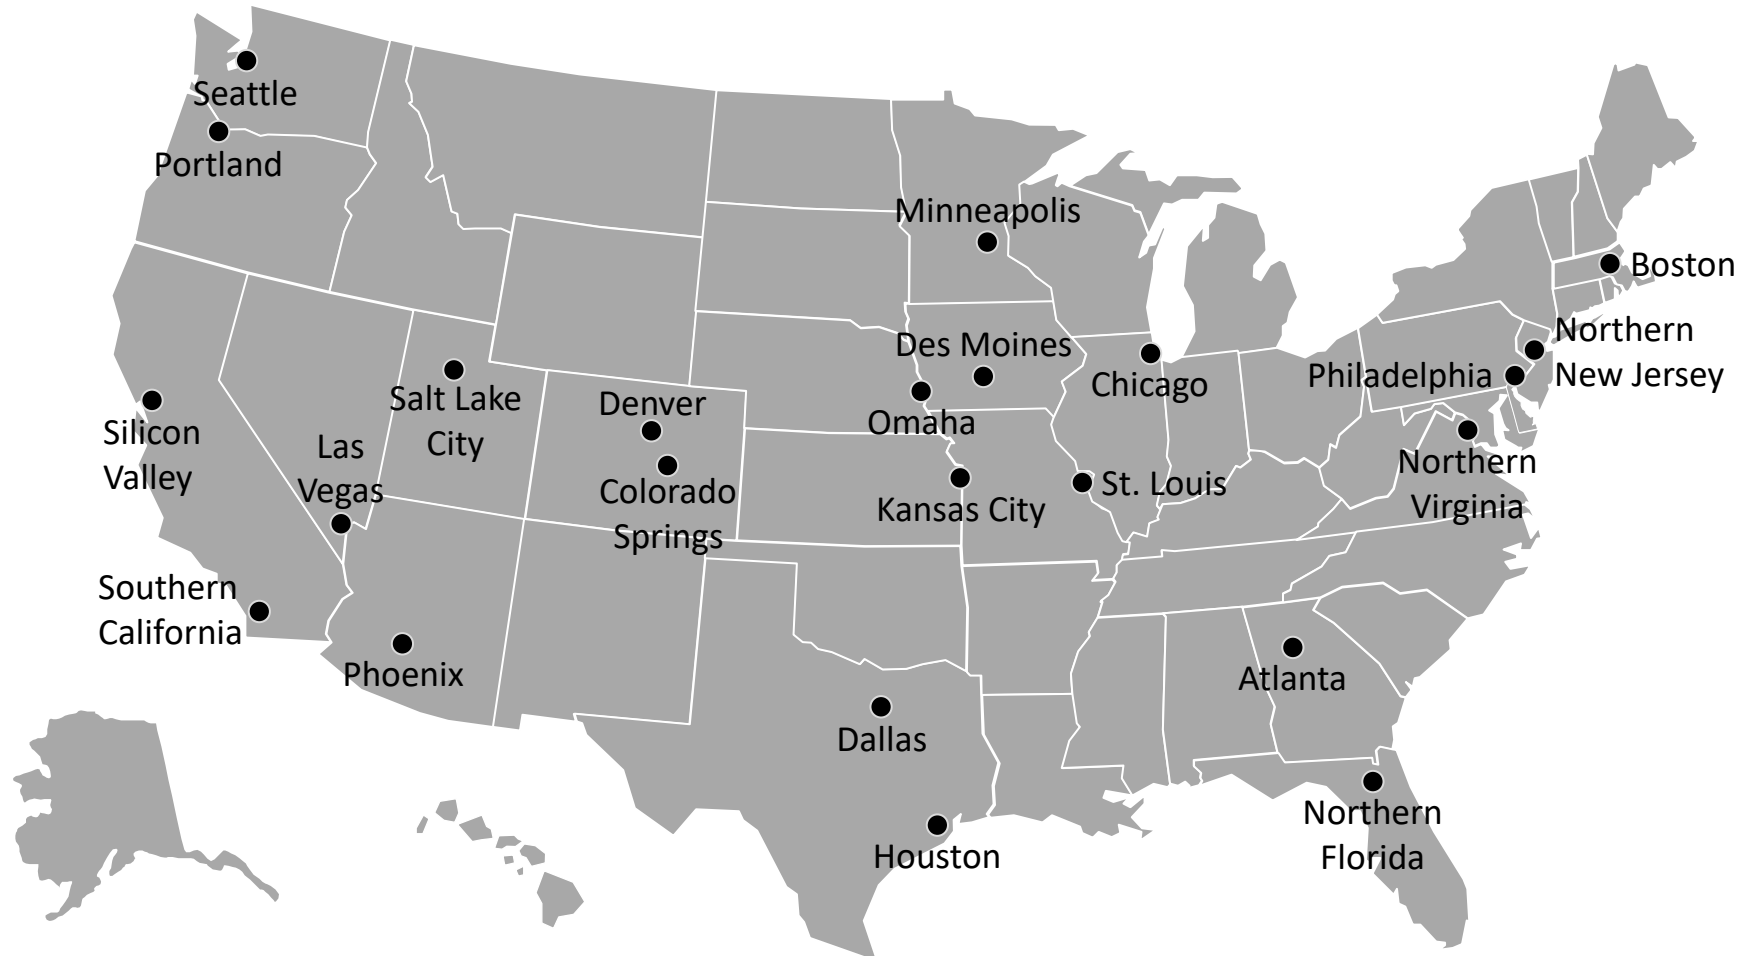 Seattle
Portland
Minneapolis
Boston
Northern
New Jersey
Des Moines
Philadelphia
Chicago
Salt Lake
City
Denver
Omaha
Silicon
Valley
Las
Vegas
Northern
Virginia
Colorado
Springs
St. Louis
Kansas City
Southern
California
Phoenix
Atlanta
Dallas
Northern
Florida
Houston